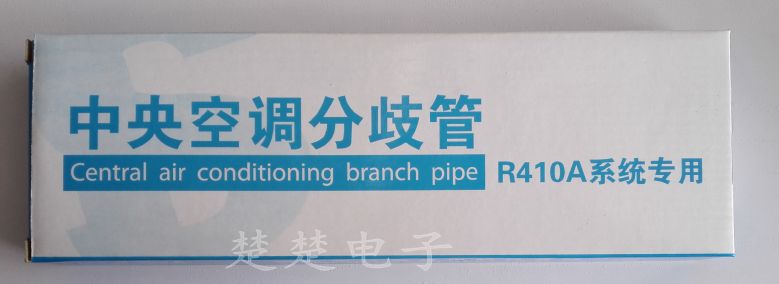 中央空调分歧管
Central air conditioning branch pipe R410A系统专用
楚楚电子